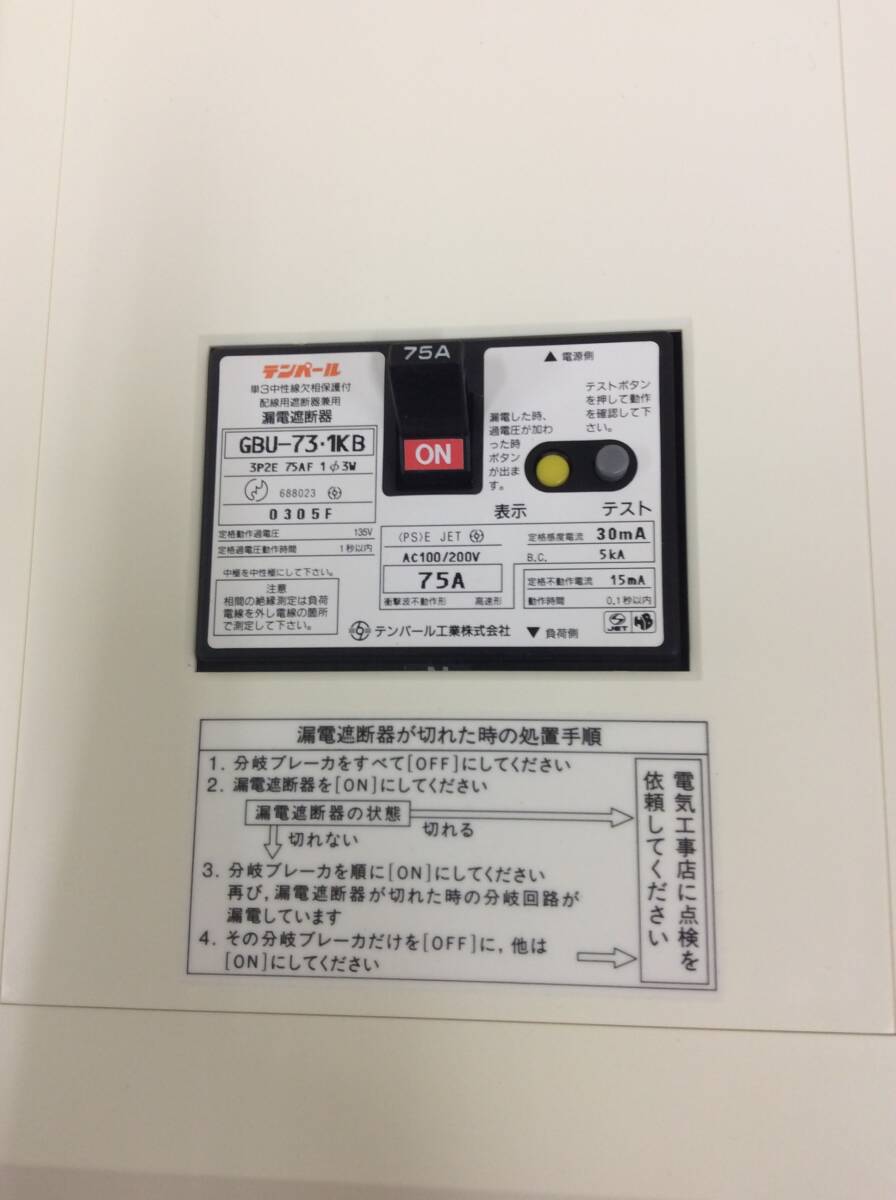 テンパール
単3中性線欠相保護付
配線用遮断器兼用
漏電遮断器
GBU-73・1KB
3P2E 75AF 1φ3W
688023
0305F
定格動作過電圧 135V
定格過電圧動作時間 1秒以内
中極を中性極にして下さい。
注意
相間の絶縁測定は負荷
電線を外し電線の箇所
で測定して下さい。
75A
ON
▲ 電源側
漏電した時、
過電圧が加わ
った時
ボタン
が出ま
す。
テストボタン
を押して動作
を確認して下
さい。
表示 テスト
〈PS〉E JET
AC100/200V
75A
衝撃波不動作形 高速形
定格感度電流 30mA
B.C. 5kA
定格不動作電流 15mA
動作時間 0.1秒以内
テンパール工業株式会社
▼ 負荷側
JET
漏電遮断器が切れた時の処置手順
1. 分岐ブレーカをすべて[OFF]にしてください
2. 漏電遮断器を[ON]にしてください
漏電遮断器の状態
切れる
切れない
3. 分岐ブレーカを順に[ON]にしてください
再び,漏電遮断器が切れた時の分岐回路が
漏電しています
4. その分岐ブレーカだけを[OFF]に,他は
[ON]にしてください
電気工事店に点検を
依頼してください